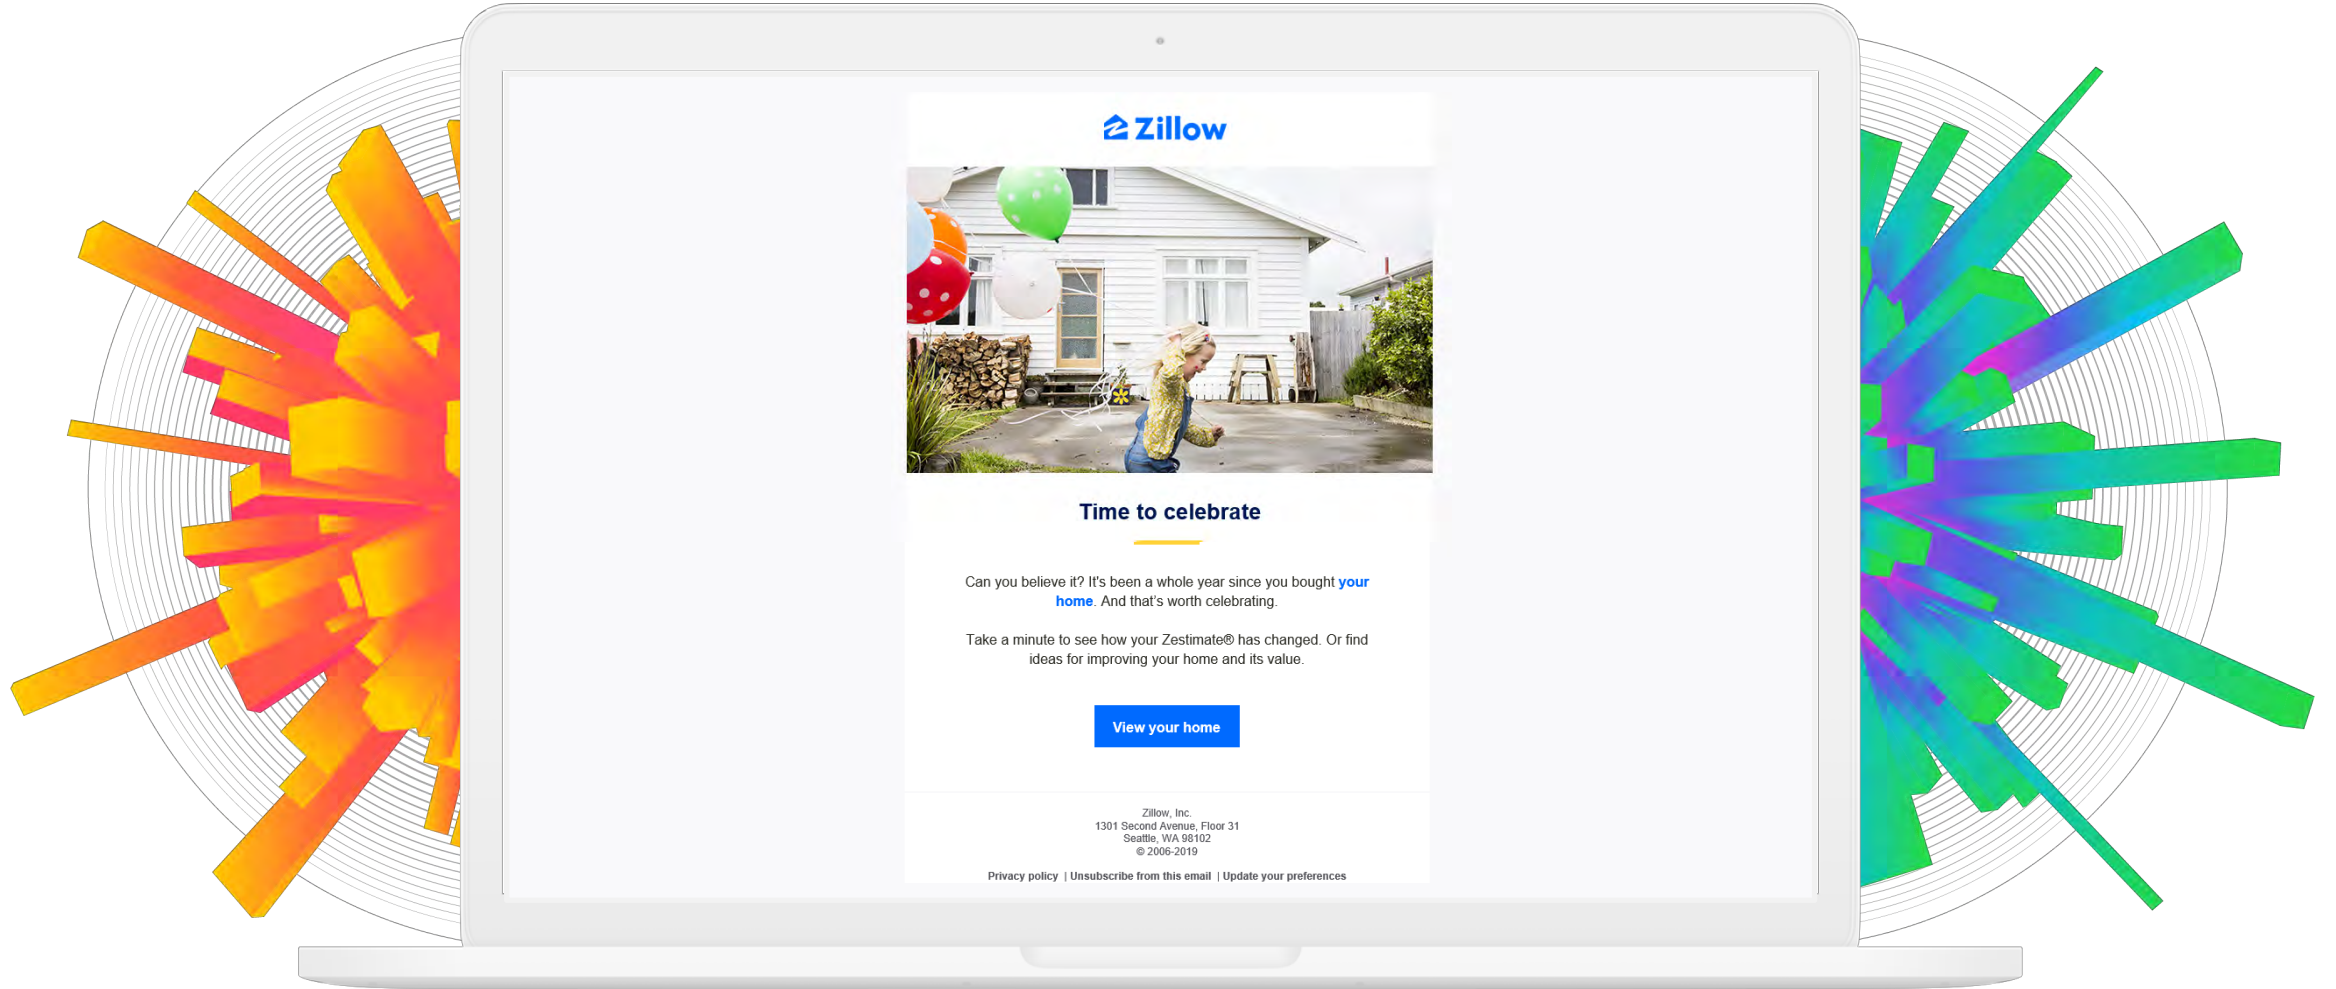 Zillow
Time to celebrate
Can you believe it? It's been a whole year since you bought your
home. And that’s worth celebrating.
Take a minute to see how your Zestimate® has changed. Or find
ideas for improving your home and its value.
View your home
Zillow, Inc.
1301 Second Avenue, Floor 31
Seattle, WA 98102
© 2006-2019
Privacy policy | Unsubscribe from this email | Update your preferences